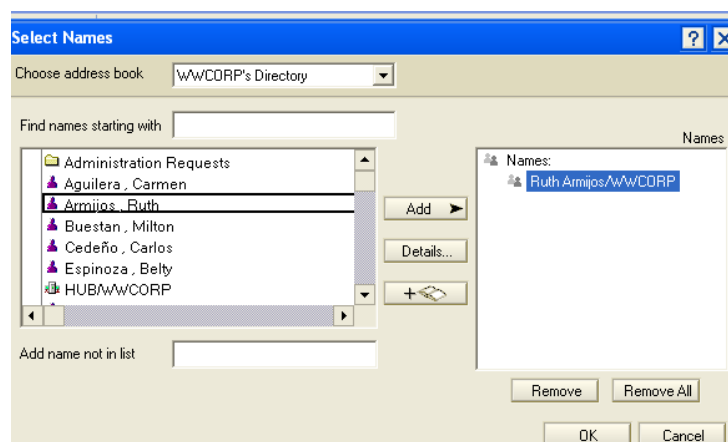 Select Names
Choose address book WWCORP's Directory
Find names starting with
Names
Administration Requests
Aguilera , Carmen
Armijos , Ruth
Buestan , Milton
Cedeño , Carlos
Espinoza , Belty
HUB/WWCORP
Add
Details...
+
Names:
Ruth Armijos/WWCORP
Add name not in list
Remove Remove All
OK Cancel